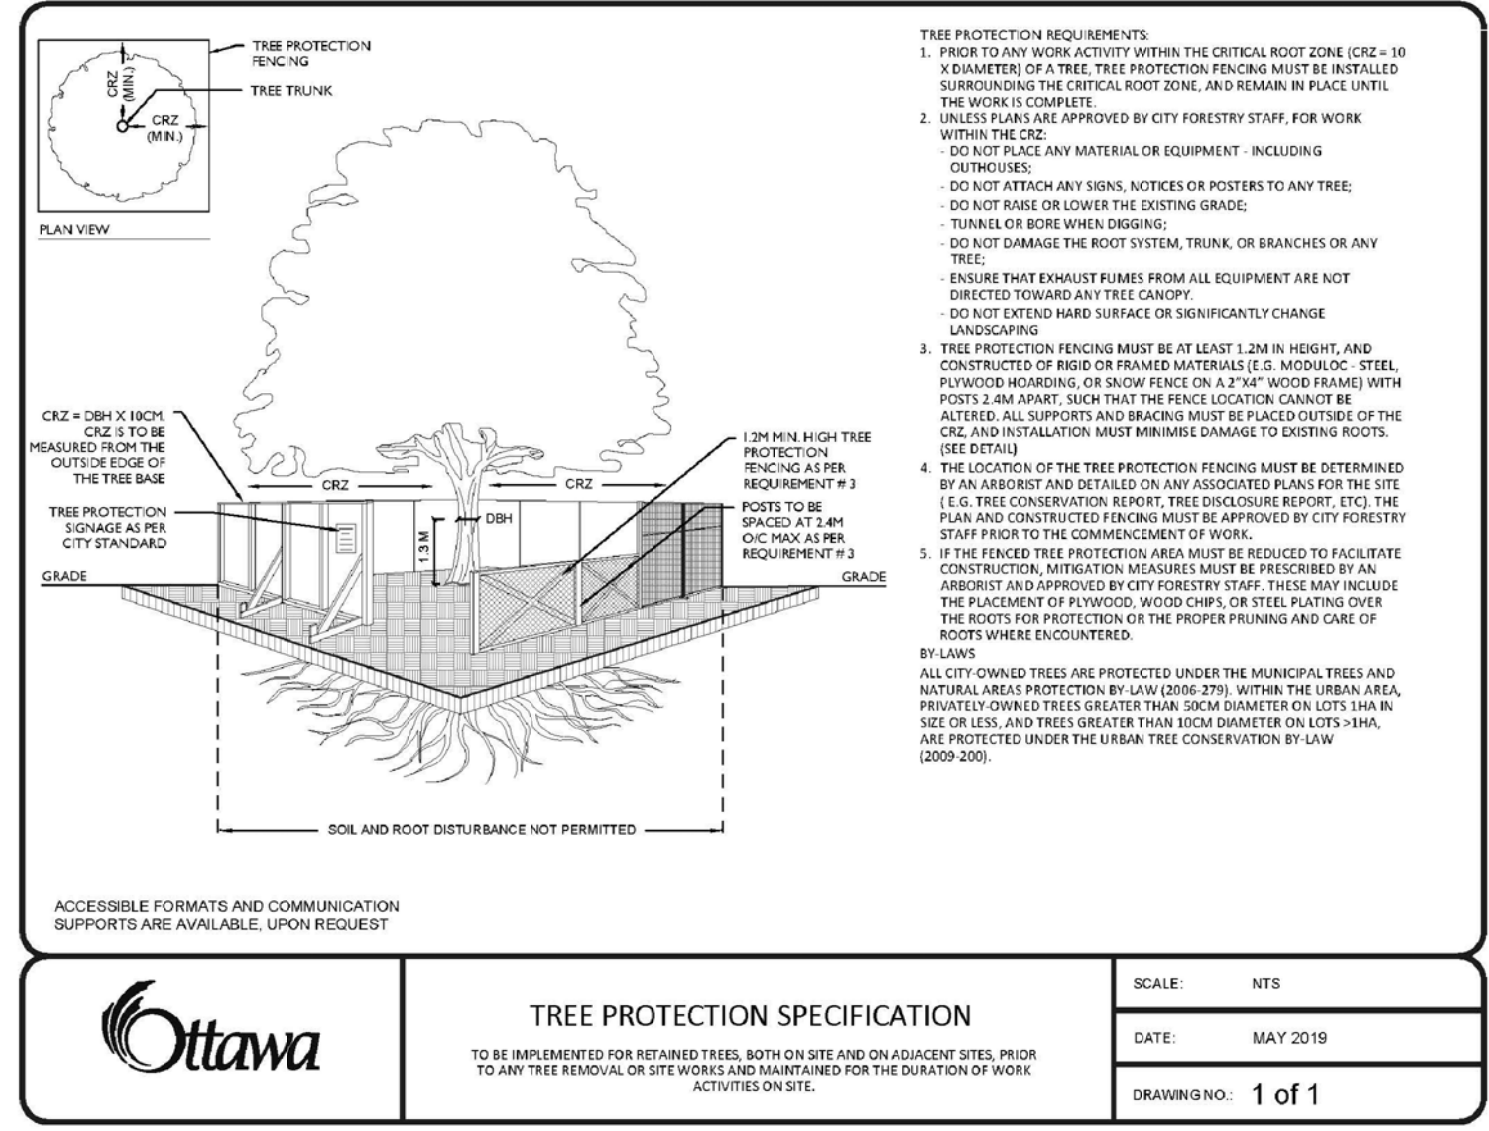 TREE PROTECTION
FENCING
TREE TRUNK
CRZ
(MIN.)
CRZ
(MIN.)
PLAN VIEW
CRZ = DBH X 10CM.
CRZ IS TO BE
MEASURED FROM THE
OUTSIDE EDGE OF
THE TREE BASE
TREE PROTECTION
SIGNAGE AS PER
CITY STANDARD
GRADE
CRZ
CRZ
DBH
1.3 M
1.2M MIN. HIGH TREE
PROTECTION
FENCING AS PER
REQUIREMENT # 3
POSTS TO BE
SPACED AT 2.4M
O/C MAX AS PER
REQUIREMENT # 3
GRADE
SOIL AND ROOT DISTURBANCE NOT PERMITTED
ACCESSIBLE FORMATS AND COMMUNICATION
SUPPORTS ARE AVAILABLE, UPON REQUEST
TREE PROTECTION REQUIREMENTS:
1. PRIOR TO ANY WORK ACTIVITY WITHIN THE CRITICAL ROOT ZONE (CRZ = 10
X DIAMETER) OF A TREE, TREE PROTECTION FENCING MUST BE INSTALLED
SURROUNDING THE CRITICAL ROOT ZONE, AND REMAIN IN PLACE UNTIL
THE WORK IS COMPLETE.
2. UNLESS PLANS ARE APPROVED BY CITY FORESTRY STAFF, FOR WORK
WITHIN THE CRZ:
- DO NOT PLACE ANY MATERIAL OR EQUIPMENT - INCLUDING
OUTHOUSES;
- DO NOT ATTACH ANY SIGNS, NOTICES OR POSTERS TO ANY TREE;
- DO NOT RAISE OR LOWER THE EXISTING GRADE;
- TUNNEL OR BORE WHEN DIGGING;
- DO NOT DAMAGE THE ROOT SYSTEM, TRUNK, OR BRANCHES OR ANY
TREE;
- ENSURE THAT EXHAUST FUMES FROM ALL EQUIPMENT ARE NOT
DIRECTED TOWARD ANY TREE CANOPY.
- DO NOT EXTEND HARD SURFACE OR SIGNIFICANTLY CHANGE
LANDSCAPING
3. TREE PROTECTION FENCING MUST BE AT LEAST 1.2M IN HEIGHT, AND
CONSTRUCTED OF RIGID OR FRAMED MATERIALS (E.G. MODULOC - STEEL,
PLYWOOD HOARDING, OR SNOW FENCE ON A 2"X4" WOOD FRAME) WITH
POSTS 2.4M APART, SUCH THAT THE FENCE LOCATION CANNOT BE
ALTERED. ALL SUPPORTS AND BRACING MUST BE PLACED OUTSIDE OF THE
CRZ, AND INSTALLATION MUST MINIMISE DAMAGE TO EXISTING ROOTS.
(SEE DETAIL)
4. THE LOCATION OF THE TREE PROTECTION FENCING MUST BE DETERMINED
BY AN ARBORIST AND DETAILED ON ANY ASSOCIATED PLANS FOR THE SITE
( E.G. TREE CONSERVATION REPORT, TREE DISCLOSURE REPORT, ETC). THE
PLAN AND CONSTRUCTED FENCING MUST BE APPROVED BY CITY FORESTRY
STAFF PRIOR TO THE COMMENCEMENT OF WORK.
5. IF THE FENCED TREE PROTECTION AREA MUST BE REDUCED TO FACILITATE
CONSTRUCTION, MITIGATION MEASURES MUST BE PRESCRIBED BY AN
ARBORIST AND APPROVED BY CITY FORESTRY STAFF. THESE MAY INCLUDE
THE PLACEMENT OF PLYWOOD, WOOD CHIPS, OR STEEL PLATING OVER
THE ROOTS FOR PROTECTION OR THE PROPER PRUNING AND CARE OF
ROOTS WHERE ENCOUNTERED.
BY-LAWS
ALL CITY-OWNED TREES ARE PROTECTED UNDER THE MUNICIPAL TREES AND
NATURAL AREAS PROTECTION BY-LAW (2006-279). WITHIN THE URBAN AREA,
PRIVATELY-OWNED TREES GREATER THAN 50CM DIAMETER ON LOTS 1HA IN
SIZE OR LESS, AND TREES GREATER THAN 10CM DIAMETER ON LOTS >1HA,
ARE PROTECTED UNDER THE URBAN TREE CONSERVATION BY-LAW
(2009-200).
Ottawa
TREE PROTECTION SPECIFICATION
TO BE IMPLEMENTED FOR RETAINED TREES, BOTH ON SITE AND ON ADJACENT SITES, PRIOR
TO ANY TREE REMOVAL OR SITE WORKS AND MAINTAINED FOR THE DURATION OF WORK
ACTIVITIES ON SITE.
SCALE: NTS
DATE: MAY 2019
DRAWING NO.: 1 of 1